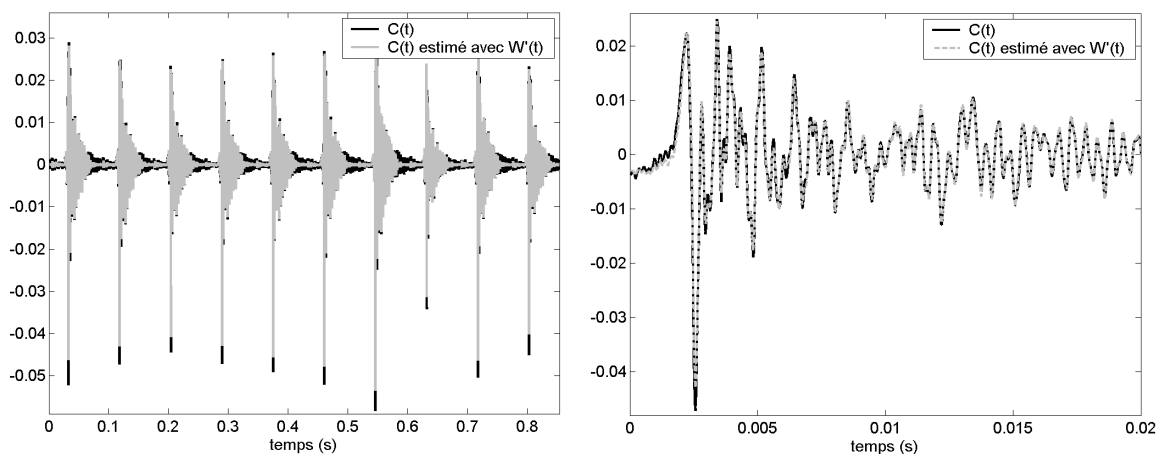 C(t)
C(t) estimé avec W'(t)
0.03
0.02
0.01
0
-0.01
-0.02
-0.03
-0.04
-0.05
0 0.1 0.2 0.3 0.4 0.5 0.6 0.7 0.8
temps (s)
C(t)
C(t) estimé avec W'(t)
0.02
0.01
0
-0.01
-0.02
-0.03
-0.04
0 0.005 0.01 0.015 0.02
temps (s)